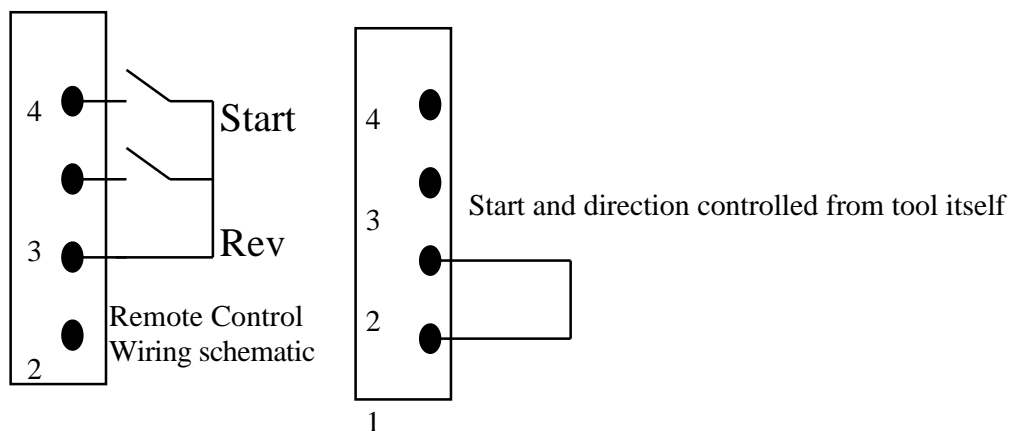 4
Start
3
Rev
Remote Control
Wiring schematic
2
4
3
Start and direction controlled from tool itself
2
1